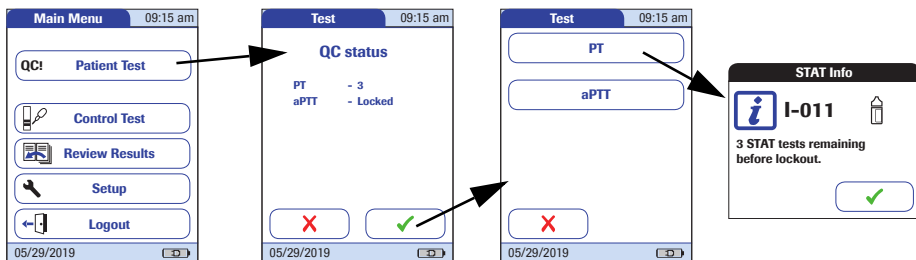 Main Menu 09:15 am
QC! Patient Test
Control Test
Review Results
Setup
Logout
05/29/2019
Test 09:15 am
QC status
PT - 3
aPTT - Locked
05/29/2019
Test 09:15 am
PT
aPTT
05/29/2019
STAT Info
i I-011
3 STAT tests remaining
before lockout.